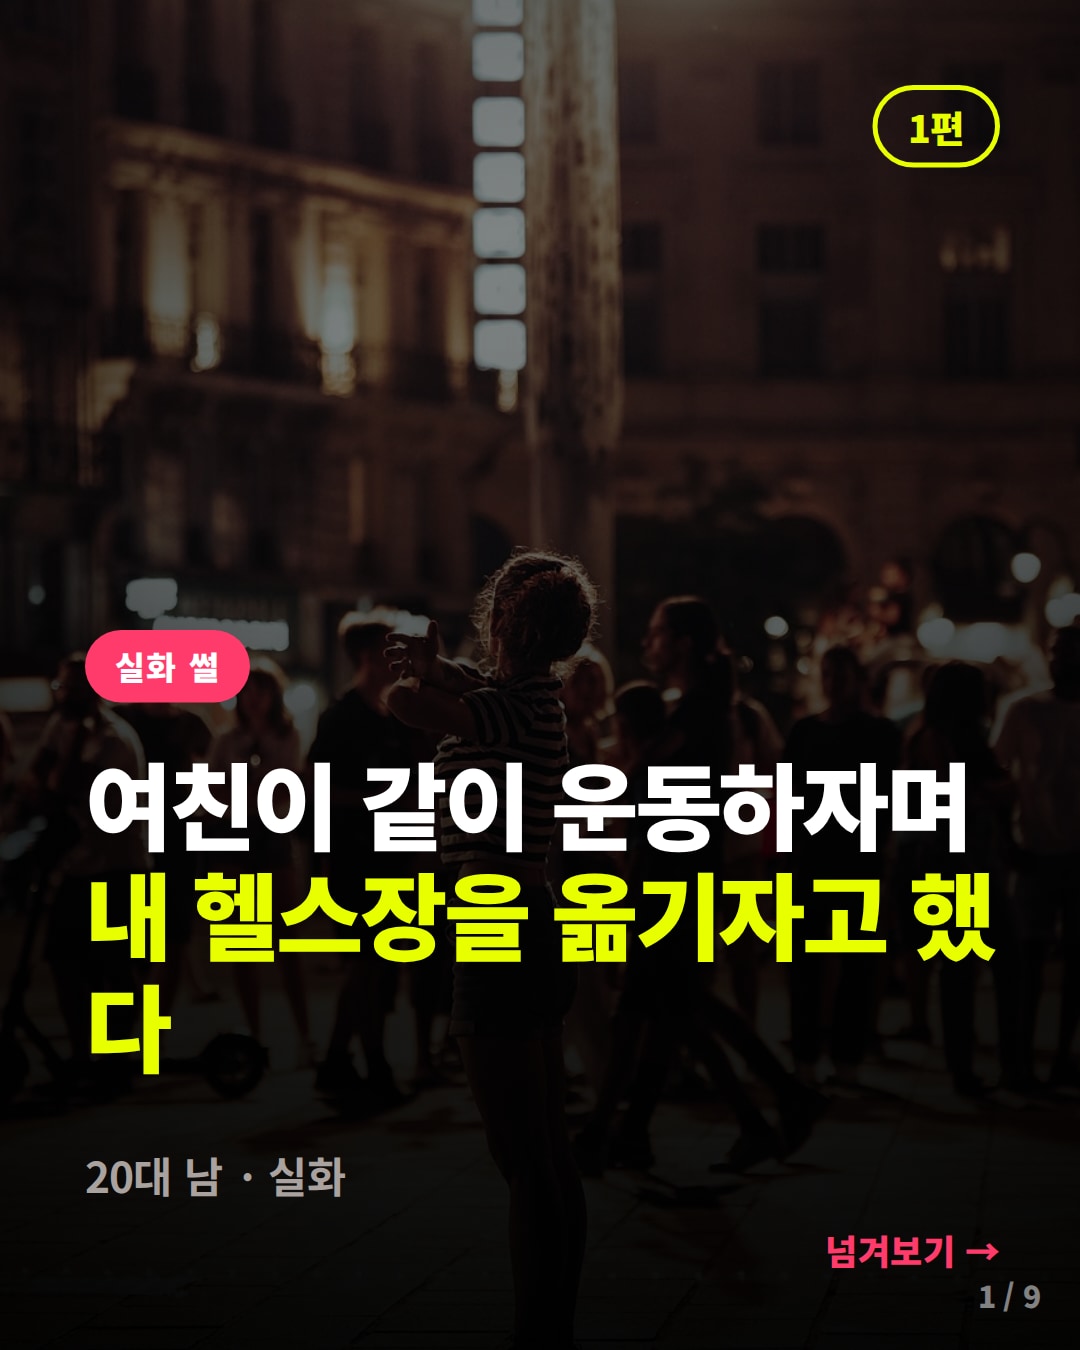 1편
실화 썰
여친이 같이 운동하자며
내 헬스장을 옮기자고 했
다
20대 남 · 실화
넘겨보기 →
1 / 9